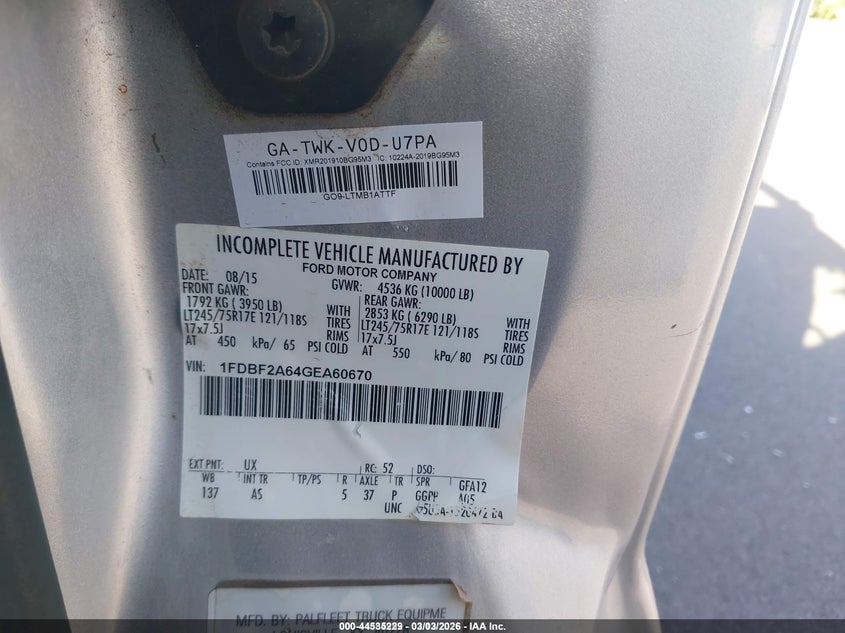 GA-TWK-V0D-U7PA
Contains FCC ID: XMR201910BG95M3 IC: 10224A-2019BG95M3
GO9-LTMB1ATTF
INCOMPLETE VEHICLE MANUFACTURED BY
FORD MOTOR COMPANY
DATE: 08/15 GVWR: 4536 KG (10000 LB)
FRONT GAWR: REAR GAWR:
1792 KG ( 3950 LB) WITH 2853 KG ( 6290 LB) WITH
LT245/75R17E 121/118S TIRES LT245/75R17E 121/118S TIRES
17x7.5J RIMS 17x7.5J RIMS
AT 450 kPa/ 65 PSI COLD AT 550 kPa/ 80 PSI COLD
VIN: 1FDBF2A64GEA60670
EXT PNT: UX RC: 52 DSO:
WB INT TR TP/PS R AXLE TR SPR GFA12
137 AS 5 37 P GGPP
UNC
MFD. BY: PALFLEET TRUCK EQUIPME
000-44585229 - 03/03/2026 - IAA Inc.